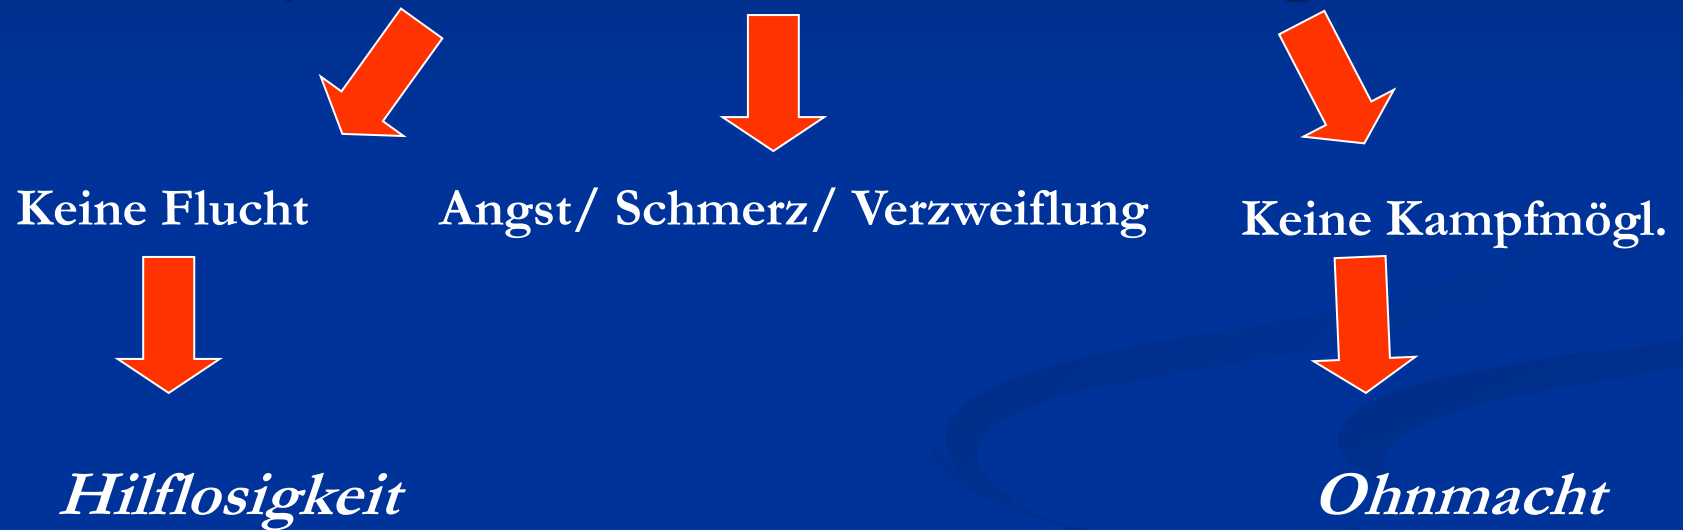 Keine Flucht
Angst/ Schmerz/ Verzweiflung
Keine Kampfmögl.
Hilflosigkeit
Ohnmacht